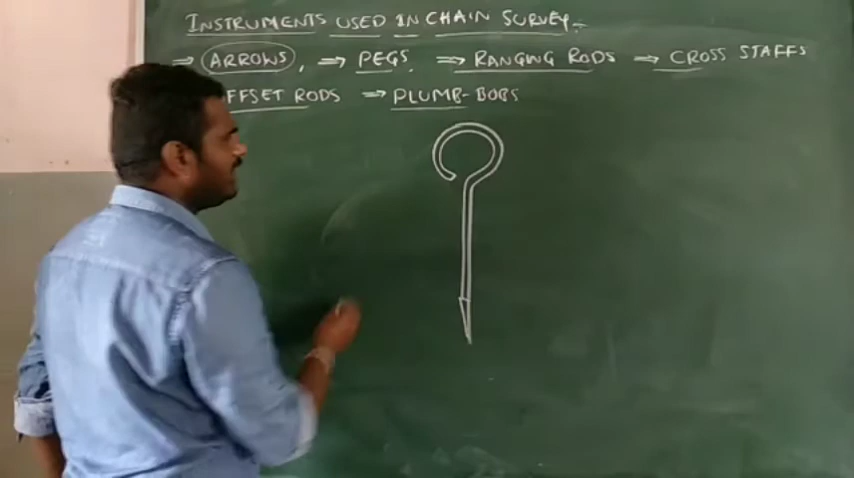 INSTRUMENTS USED IN CHAIN SURVEY :-
⇒ ARROWS, ⇒ PEGS. ⇒ RANGING RODS ⇒ CROSS STAFFS
FFSET RODS ⇒ PLUMB-BOBS